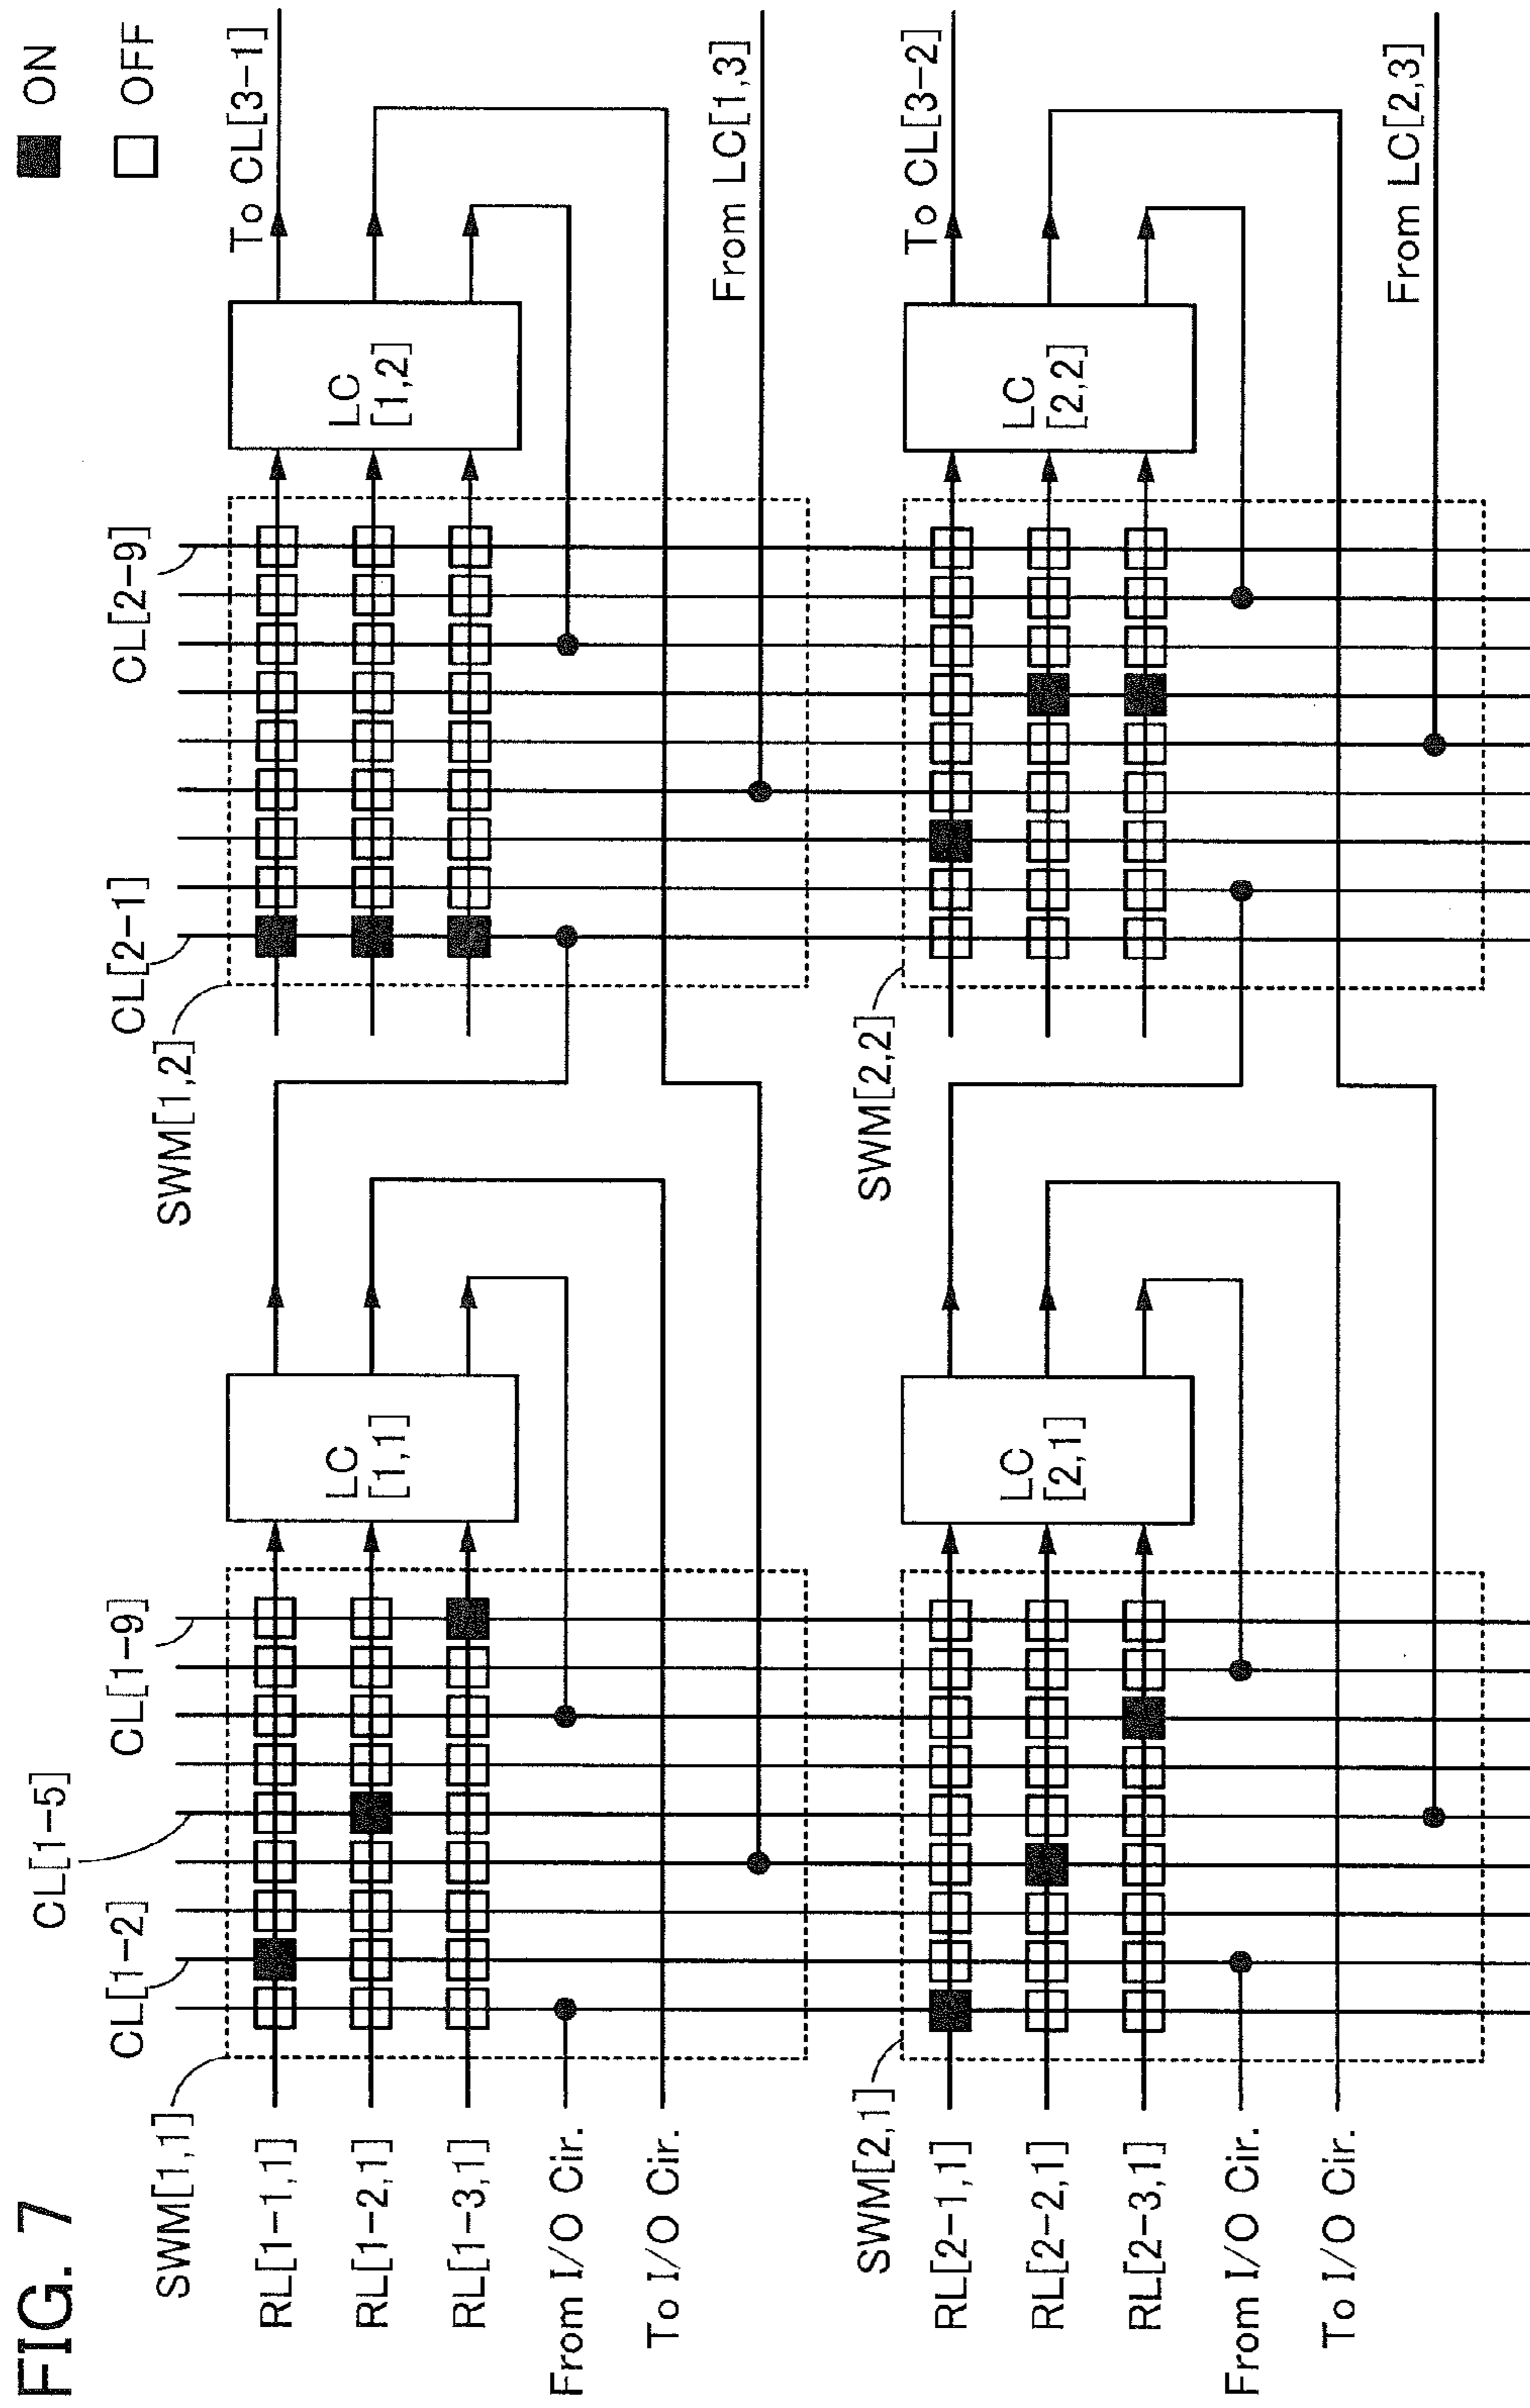 FIG. 7
ON
OFF
CL[1-2]
CL[1-5]
CL[1-9]
CL[2-1]
CL[2-9]
SWM[1,1]
SWM[1,2]
RL[1-1,1]
RL[1-2,1]
RL[1-3,1]
From I/O Cir.
To I/O Cir.
LC
[1,1]
LC
[1,2]
To CL[3-1]
From LC[1,3]
SWM[2,1]
SWM[2,2]
RL[2-1,1]
RL[2-2,1]
RL[2-3,1]
From I/O Cir.
To I/O Cir.
LC
[2,1]
LC
[2,2]
To CL[3-2]
From LC[2,3]